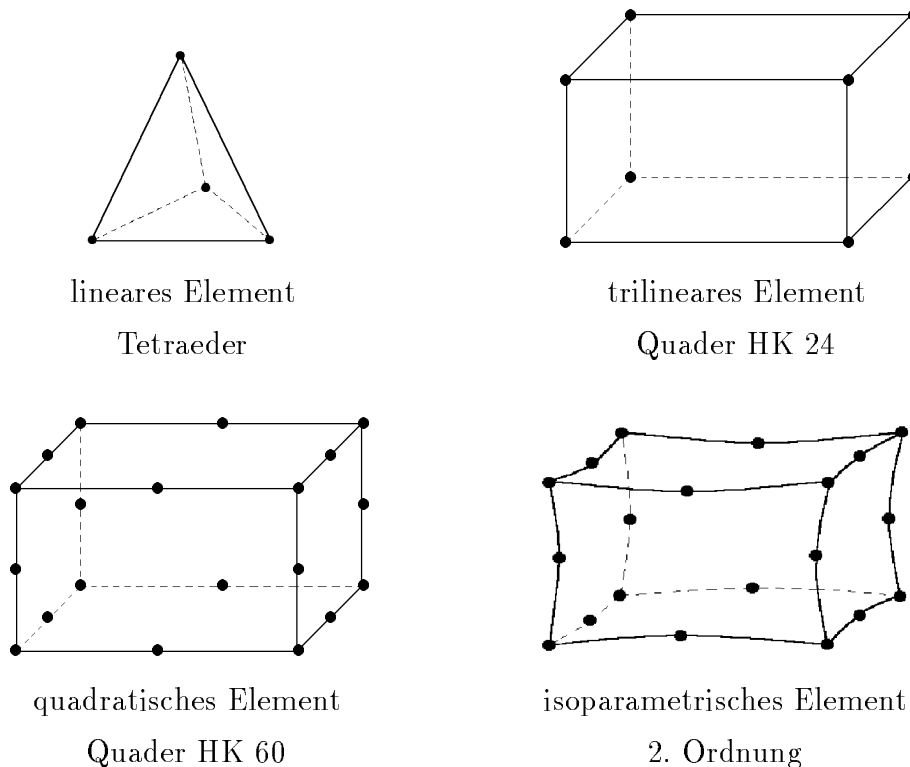 lineares Element
Tetraeder
trilineares Element
Quader HK 24
quadratisches Element
Quader HK 60
isoparametrisches Element
2. Ordnung